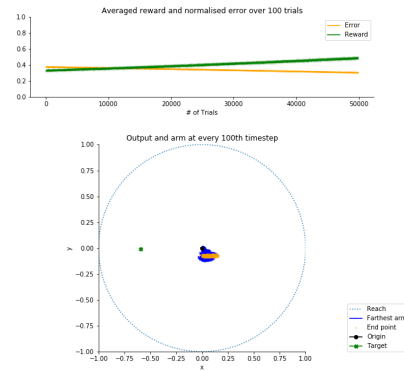 Averaged reward and normalised error over 100 trials
1.0
0.8
0.6
0.4
0.2
0.0
Error
Reward
0
10000
20000
30000
40000
50000
# of Trials
Output and arm at every 100th timestep
1.00
0.75
0.50
0.25
0.00
−0.25
−0.50
−0.75
−1.00
y
−1.00
−0.75
−0.50
−0.25
0.00
0.25
0.50
0.75
1.00
x
Reach
Farthest arm
End point
Origin
Target